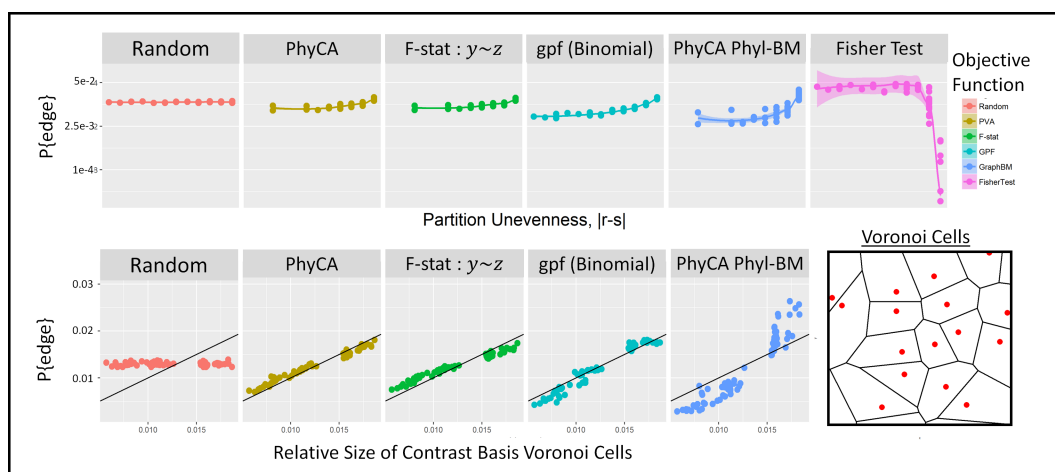 Random PhyCA F-stat : y~z gpf (Binomial) PhyCA Phyl-BM Fisher Test
Objective
Function
P{edge}
5e-2
2.5e-3
1e-4
Random
PVA
F-stat
GPF
GraphBM
FisherTest
Partition Unevenness, |r-s|
Voronoi Cells
Random PhyCA F-stat : y~z gpf (Binomial) PhyCA Phyl-BM
P{edge}
0.03
0.02
0.01
0.010 0.015 0.010 0.015 0.010 0.015 0.010 0.015 0.010 0.015
Relative Size of Contrast Basis Voronoi Cells